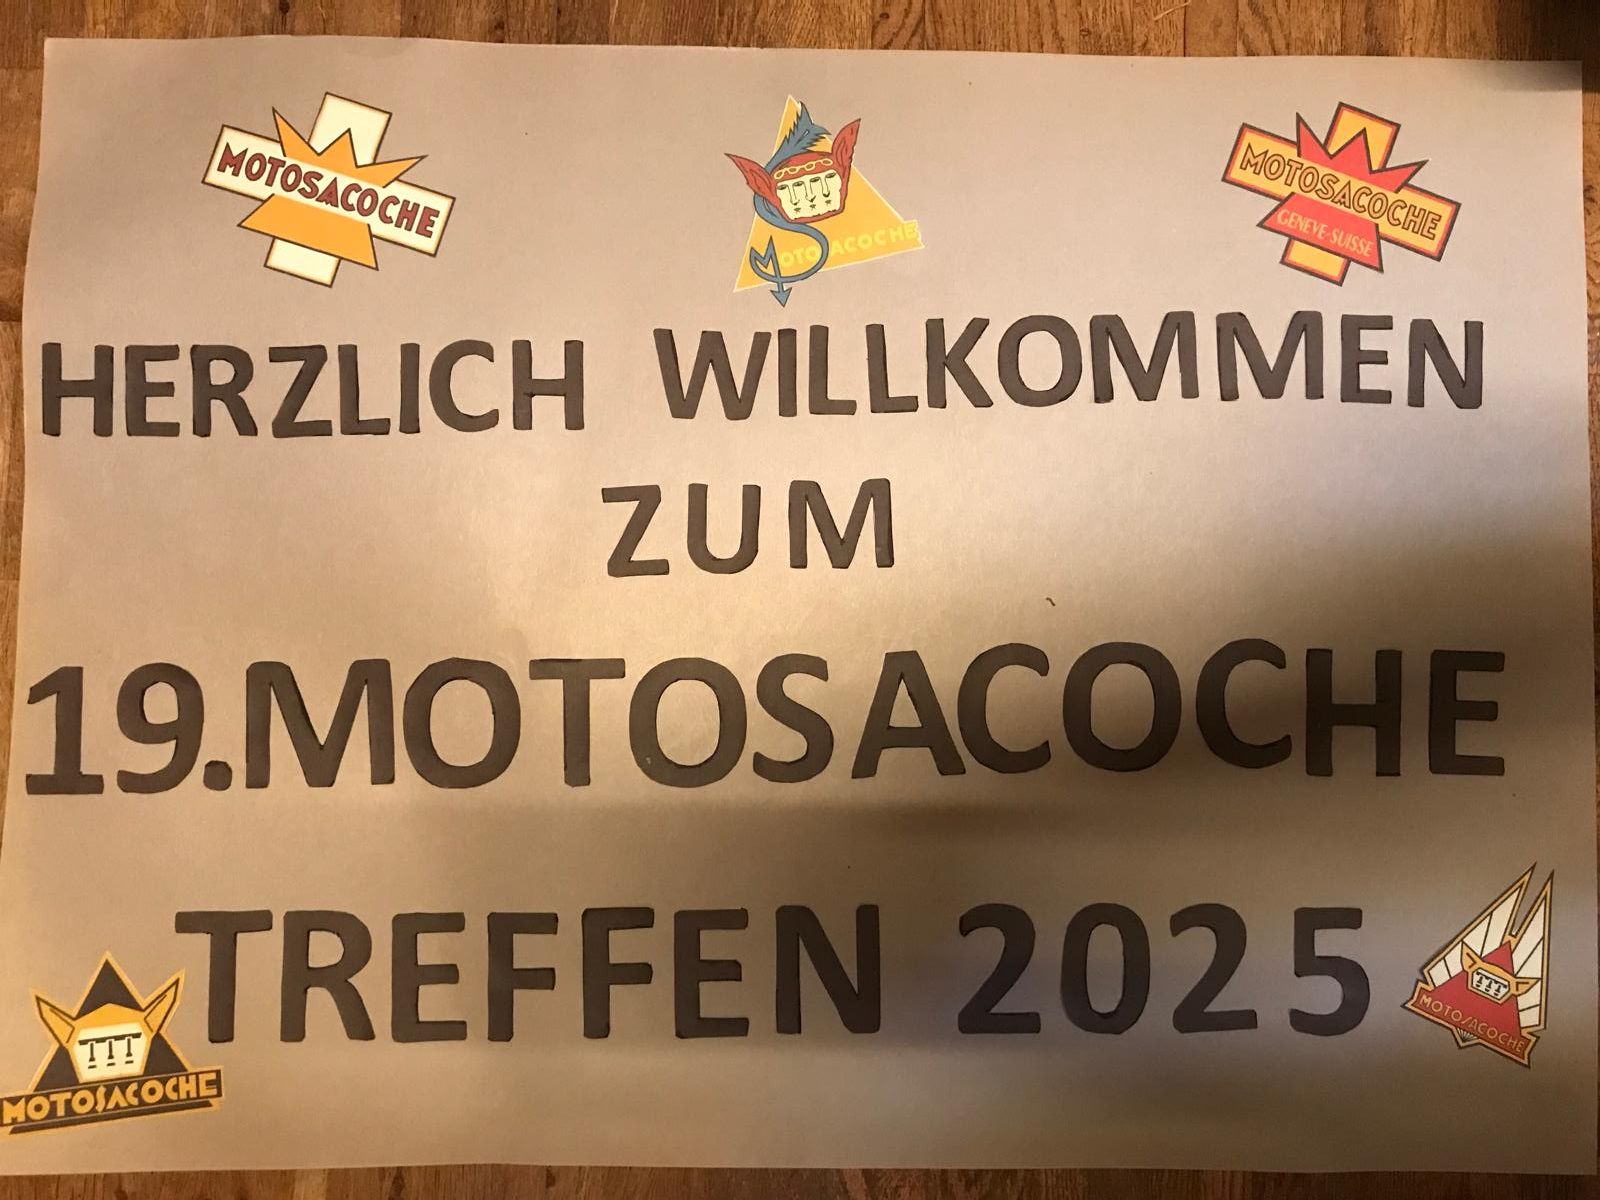 MOTOSACOCHE
MOTOSACOCHE
MOTOSACOCHE
GENEVE-SUISSE
HERZLICH WILLKOMMEN
ZUM
19. MOTOSACOCHE
TREFFEN 2025
MOTOSACOCHE
MOTOSACOCHE